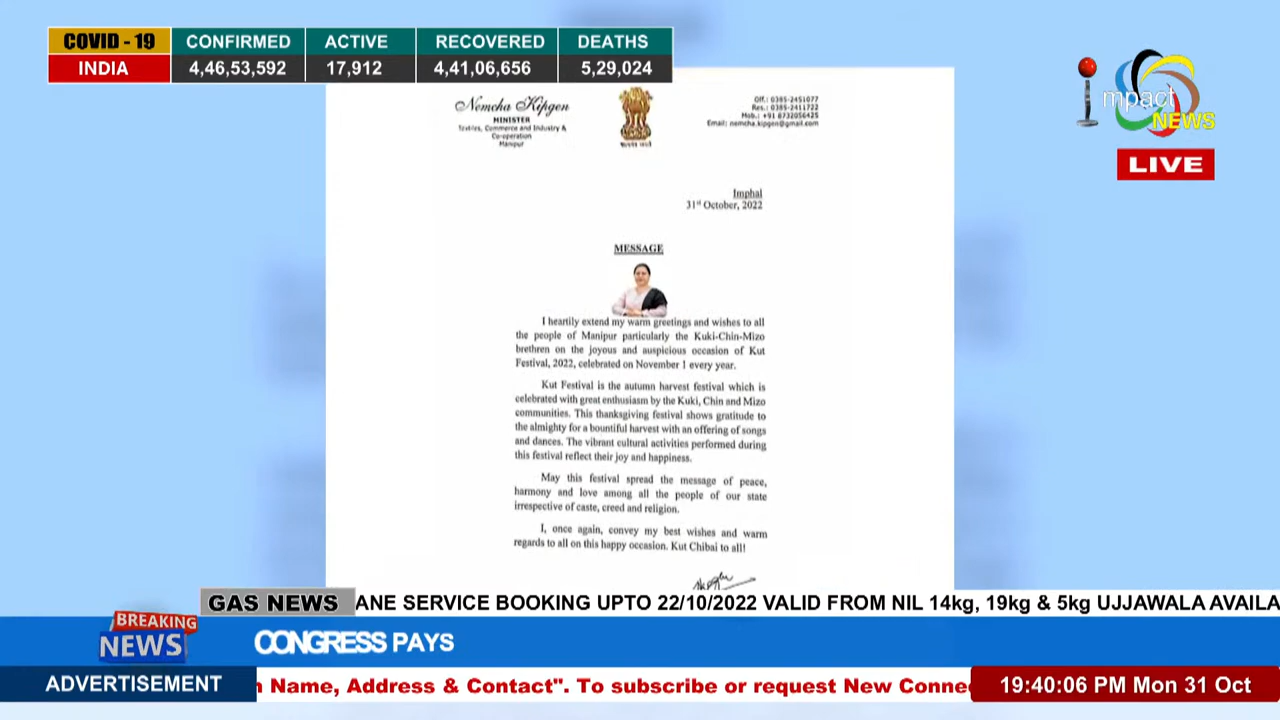 COVID - 19 CONFIRMED ACTIVE RECOVERED DEATHS
INDIA 4,46,53,592 17,912 4,41,06,656 5,29,024
impact
NEWS
LIVE
Nemcha Kipgen
MINISTER
Textiles, Commerce and Industry &
Co-operation
Manipur
Off.: 0385-2451077
Res.: 0385-2411722
Mob.: +91 8732056425
Email: nemcha.kipgen@gmail.com
सत्यमेव जयते
Imphal
31st October, 2022
MESSAGE
I heartily extend my warm greetings and wishes to all
the people of Manipur particularly the Kuki-Chin-Mizo
brethren on the joyous and auspicious occasion of Kut
Festival, 2022, celebrated on November 1 every year.
Kut Festival is the autumn harvest festival which is
celebrated with great enthusiasm by the Kuki, Chin and Mizo
communities. This thanksgiving festival shows gratitude to
the almighty for a bountiful harvest with an offering of songs
and dances. The vibrant cultural activities performed during
this festival reflect their joy and happiness.
May this festival spread the message of peace,
harmony and love among all the people of our state
irrespective of caste, creed and religion.
I, once again, convey my best wishes and warm
regards to all on this happy occasion. Kut Chibai to all!
GAS NEWS ANE SERVICE BOOKING UPTO 22/10/2022 VALID FROM NIL 14kg, 19kg & 5kg UJJAWALA AVAILA
BREAKING
NEWS
CONGRESS PAYS
ADVERTISEMENT n Name, Address & Contact". To subscribe or request New Conne 19:40:06 PM Mon 31 Oct